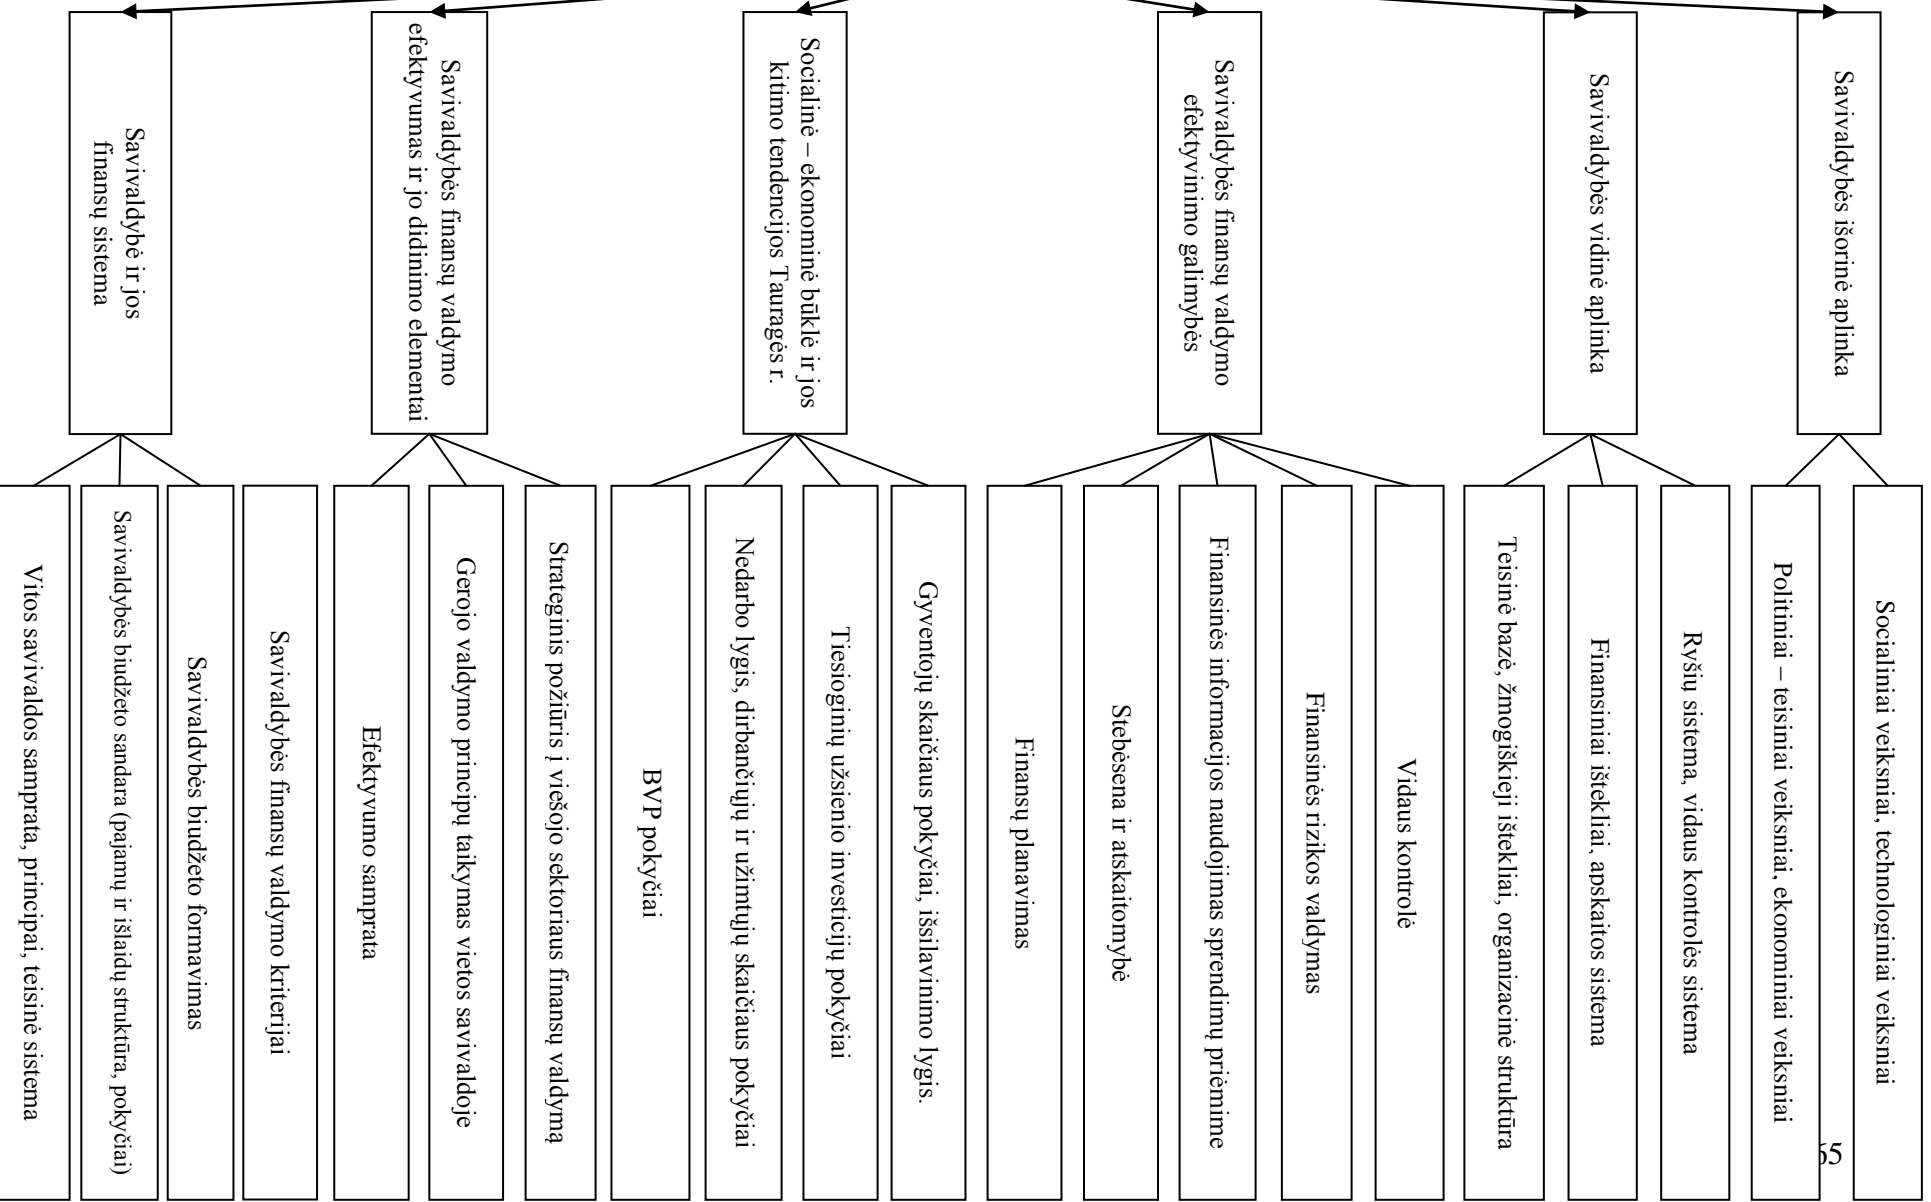 Savivaldybės išorinė aplinka
Savivaldybės vidinė aplinka
Savivaldybės finansų valdymo
efektyvinimo galimybės
Socialinė – ekonominė būklė ir jos
kitimo tendencijos Tauragės r.
Savivaldybės finansų valdymo
efektyvumas ir jo didinimo elementai
Savivaldybė ir jos
finansų sistema
Socialiniai veiksniai, technologiniai veiksniai
Politiniai – teisiniai veiksniai, ekonominiai veiksniai
Ryšių sistema, vidaus kontrolės sistema
Finansiniai ištekliai, apskaitos sistema
Teisinė bazė, žmogiškieji ištekliai, organizacinė struktūra
Vidaus kontrolė
Finansinės rizikos valdymas
Finansinės informacijos naudojimas sprendimų priėmime
Stebėsena ir atskaitomybė
Finansų planavimas
Gyventojų skaičiaus pokyčiai, išsilavinimo lygis.
Tiesioginių užsienio investicijų pokyčiai
Nedarbo lygis, dirbančiųjų ir užimtųjų skaičiaus pokyčiai
BVP pokyčiai
Strateginis požiūris į viešojo sektoriaus finansų valdymą
Gerojo valdymo principų taikymas vietos savivaldoje
Efektyvumo samprata
Savivaldybės finansų valdymo kriterijai
Savivaldybės biudžeto formavimas
Savivaldybės biudžeto sandara (pajamų ir išlaidų struktūra, pokyčiai)
Vitos savivaldos samprata, principai, teisinė sistema